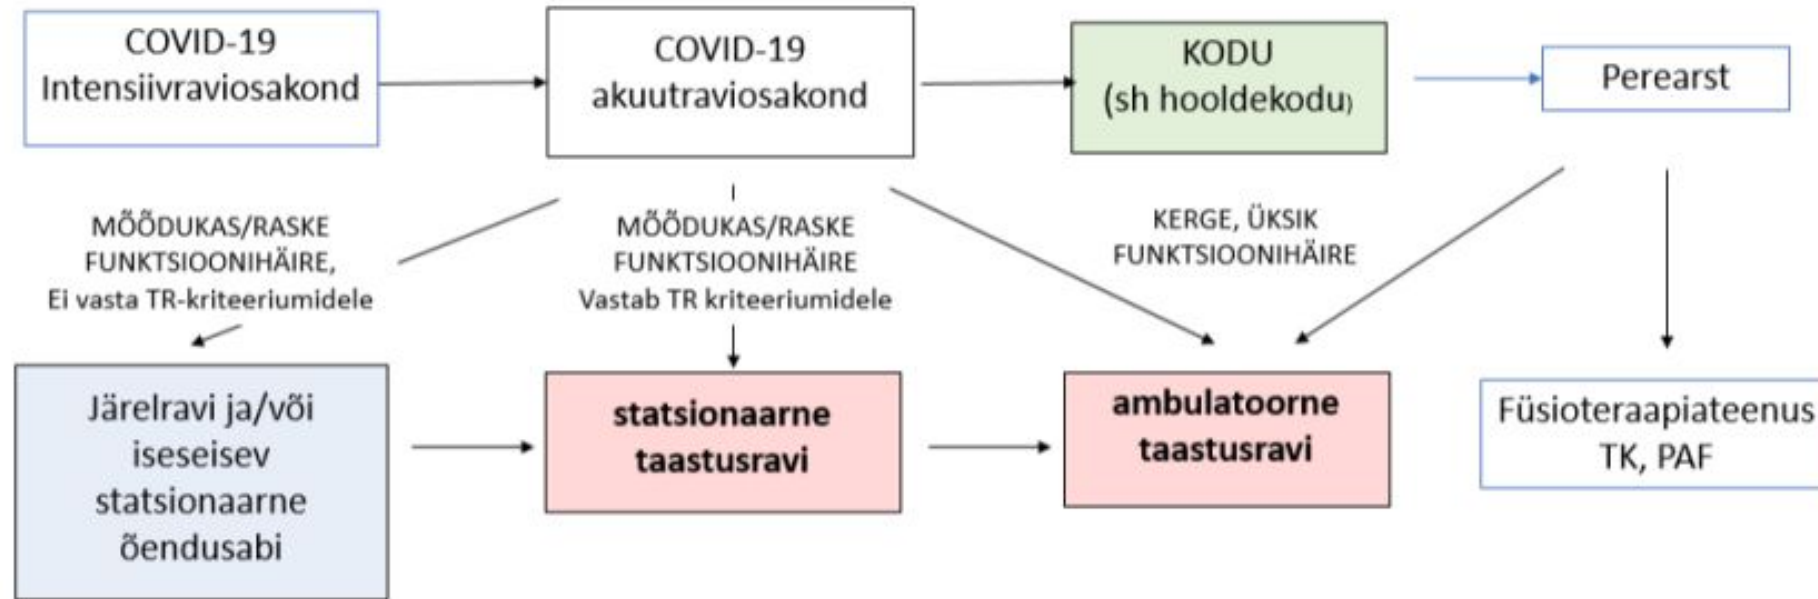 COVID-19
Intensiivraviosakond
COVID-19
akuutraviosakond
KODU
(sh hooldekodu)
Perearst
MÕÕDUKAS/RASKE
FUNKTSIOONIHÄIRE,
Ei vasta TR-kriteeriumidele
MÕÕDUKAS/RASKE
FUNKTSIOONIHÄIRE
Vastab TR kriteeriumidele
KERGE, ÜKSIK
FUNKTSIOONIHÄIRE
Järelravi ja/või
iseseisev
statsionaarne
õendusabi
statsionaarne
taastusravi
ambulatoorne
taastusravi
Füsioteraapiateenus
TK, PAF